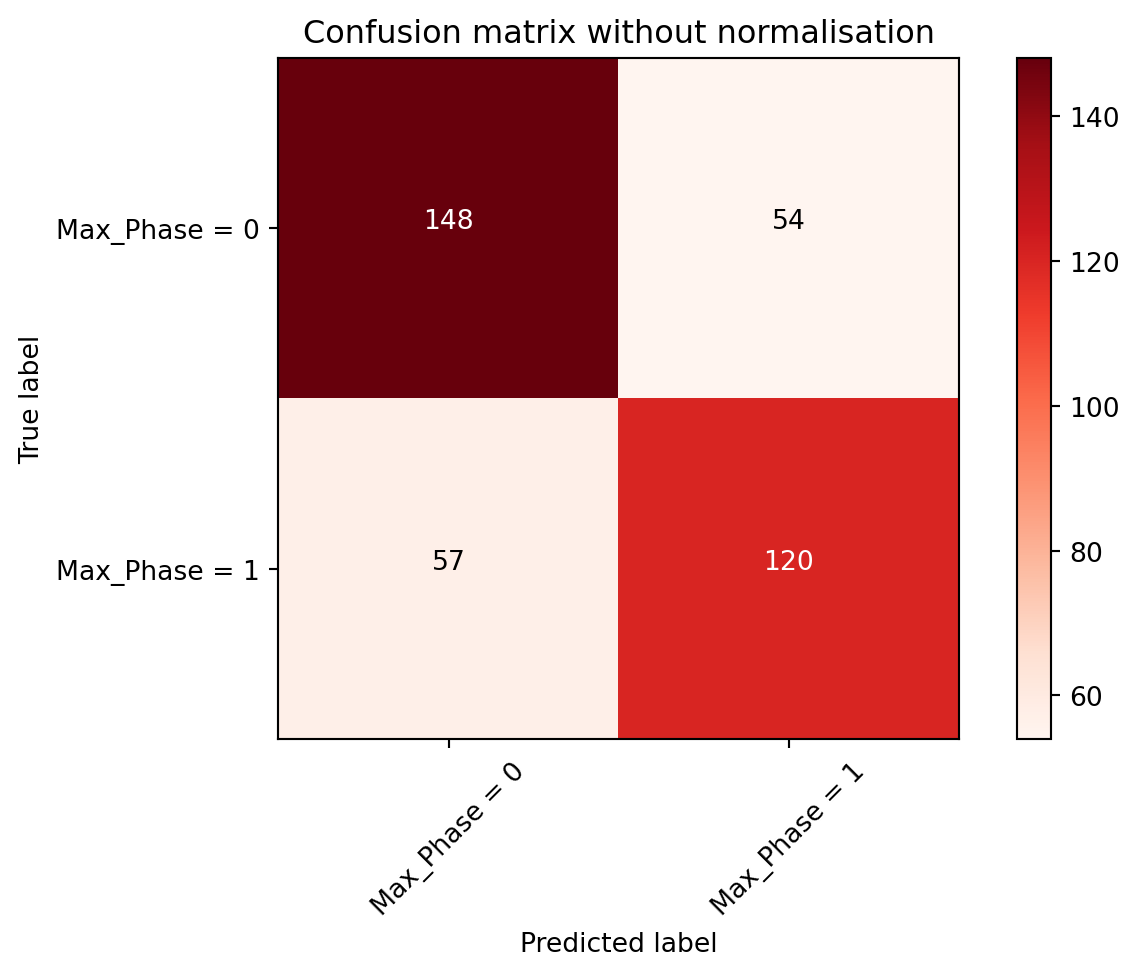 Confusion matrix without normalisation
True label
Max_Phase = 0
148
54
Max_Phase = 1
57
120
Max_Phase = 0
Max_Phase = 1
Predicted label
140
120
100
80
60